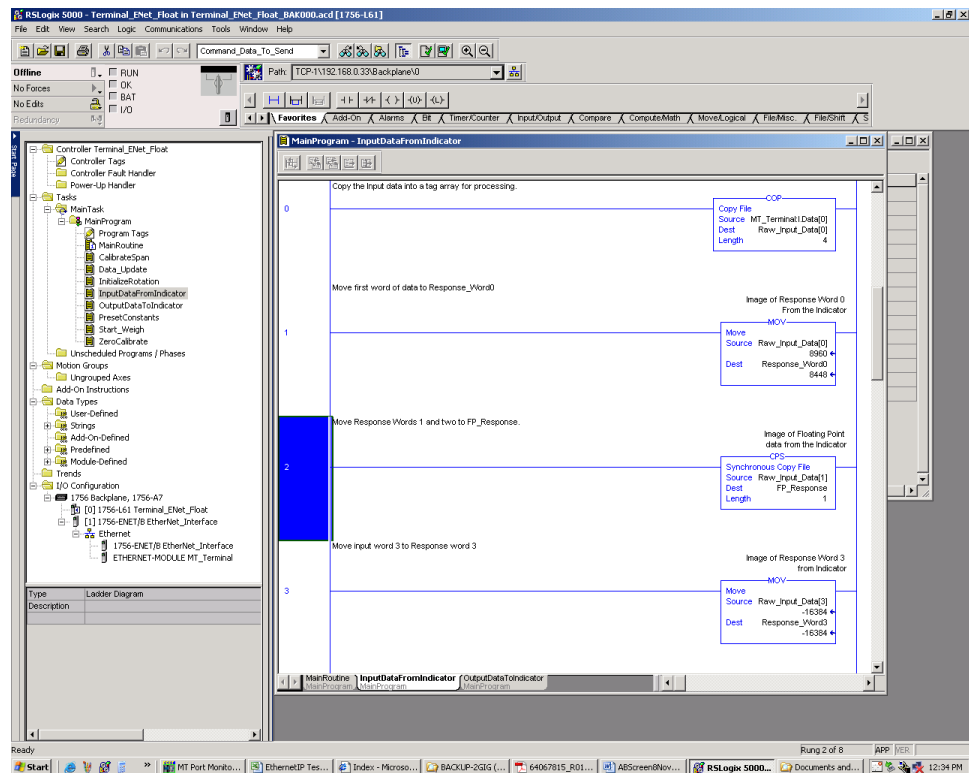 RSLogix 5000 - Terminal_ENet_Float in Terminal_ENet_Float_BAK000.acd [1756-L61]
File Edit View Search Logic Communications Tools Window Help
Command_Data_To_Send
Offline
RUN
Path: TCP-1\192.168.0.33\Backplane\0
No Forces
OK
No Edits
BAT
I/O
Redundancy
Favorites Add-On Alarms Bit Timer/Counter Input/Output Compare Compute/Math Move/Logical File/Misc. File/Shift S
Start Page
Controller Terminal_ENet_Float
Controller Tags
Controller Fault Handler
Power-Up Handler
Tasks
MainTask
MainProgram
Program Tags
MainRoutine
CalibrateSpan
Data_Update
InitializeRotation
InputDataFromIndicator
OutputDataToIndicator
PresetConstants
Start_Weigh
ZeroCalibrate
Unscheduled Programs / Phases
Motion Groups
Ungrouped Axes
Add-On Instructions
Data Types
User-Defined
Strings
Add-On-Defined
Predefined
Module-Defined
Trends
I/O Configuration
1756 Backplane, 1756-A7
[0] 1756-L61 Terminal_ENet_Float
[1] 1756-ENET/B EtherNet_Interface
Ethernet
1756-ENET/B EtherNet_Interface
ETHERNET-MODULE MT_Terminal
Type Ladder Diagram
Description
MainProgram - InputDataFromIndicator
Copy the Input data into a tag array for processing.
0
COP
Copy File
Source MT_Terminal:I.Data[0]
Dest Raw_Input_Data[0]
Length 4
Move first word of data to Response_Word0
Image of Response Word 0
From the Indicator
1
MOV
Move
Source Raw_Input_Data[0]
8960
Dest Response_Word0
8448
Move Response Words 1 and two to FP_Response.
Image of Floating Point
data from the Indicator
2
CPS
Synchronous Copy File
Source Raw_Input_Data[1]
Dest FP_Response
Length 1
Move input word 3 to Response word 3
Image of Response Word 3
from Indicator
3
MOV
Move
Source Raw_Input_Data[3]
-16384
Dest Response_Word3
-16384
MainRoutine InputDataFromIndicator OutputDataToIndicator
MainProgram MainProgram MainProgram
Ready
Rung 2 of 8 APP VER
Start » MT Port Monito... EthernetIP Tes... Index - Microso... BACKUP-2GIG (... 64067815_R01... ABScreen8Nov... RSLogix 5000... Documents and... 12:34 PM